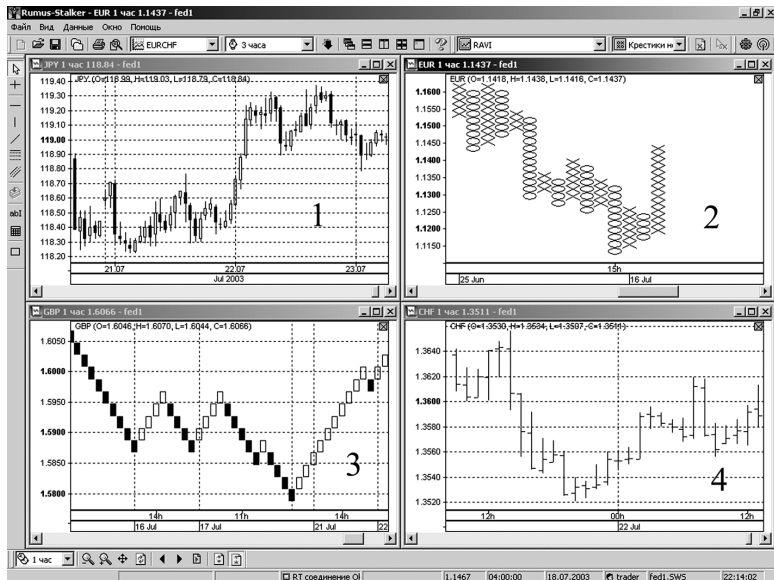 Rumus-Stalker - EUR 1 час 1.1437 - fed1
Файл Вид Данные Окно Помощь
EURCHF 3 часа RAVI Крестики н
JPY 1 час 118.84 - fed1
JPY (O=118.99, H=119.03, L=118.79, C=118.84)
119.40
119.30
119.20
119.10
119.00
118.90
118.80
118.70
118.60
118.50
118.40
118.30
118.20
1
21.07 22.07 23.07
Jul 2003
EUR 1 час 1.1437 - fed1
EUR (O=1.1418, H=1.1438, L=1.1416, C=1.1437)
1.1600
1.1550
1.1500
1.1450
1.1400
1.1350
1.1300
1.1250
1.1200
1.1150
2
15h
25 Jun 16 Jul
GBP 1 час 1.6066 - fed1
GBP (O=1.6046, H=1.6070, L=1.6044, C=1.6066)
1.6050
1.6000
1.5950
1.5900
1.5850
1.5800
3
14h 11h 14h
16 Jul 17 Jul 21 Jul 22
CHF 1 час 1.3511 - fed1
CHF (O=1.3530, H=1.3534, L=1.3507, C=1.3511)
1.3640
1.3620
1.3600
1.3580
1.3560
1.3540
1.3520
4
12h 00h 12h
22 Jul
abI
1 час
RT соединение Ol 1.1467 04:00:00 18.07.2003 trader fed1.SWS 22:14:02